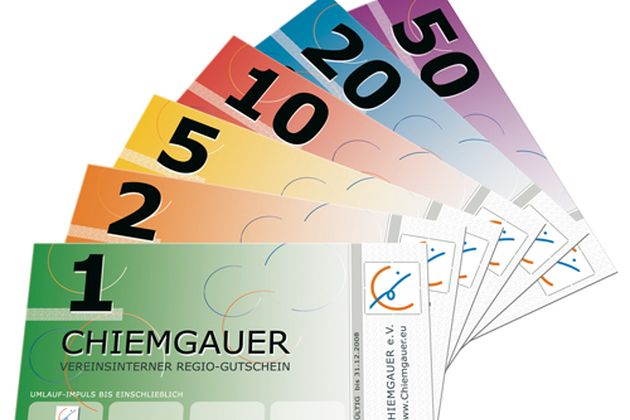 50
20
10
5
2
1
CHIEMGAUER
VEREINSINTERNER REGIO-GUTSCHEIN
UMLAUF-IMPULS BIS EINSCHLIEßLICH
bis 31.12.2008
CHIEMGAUER e.V.
www.Chiemgauer.eu